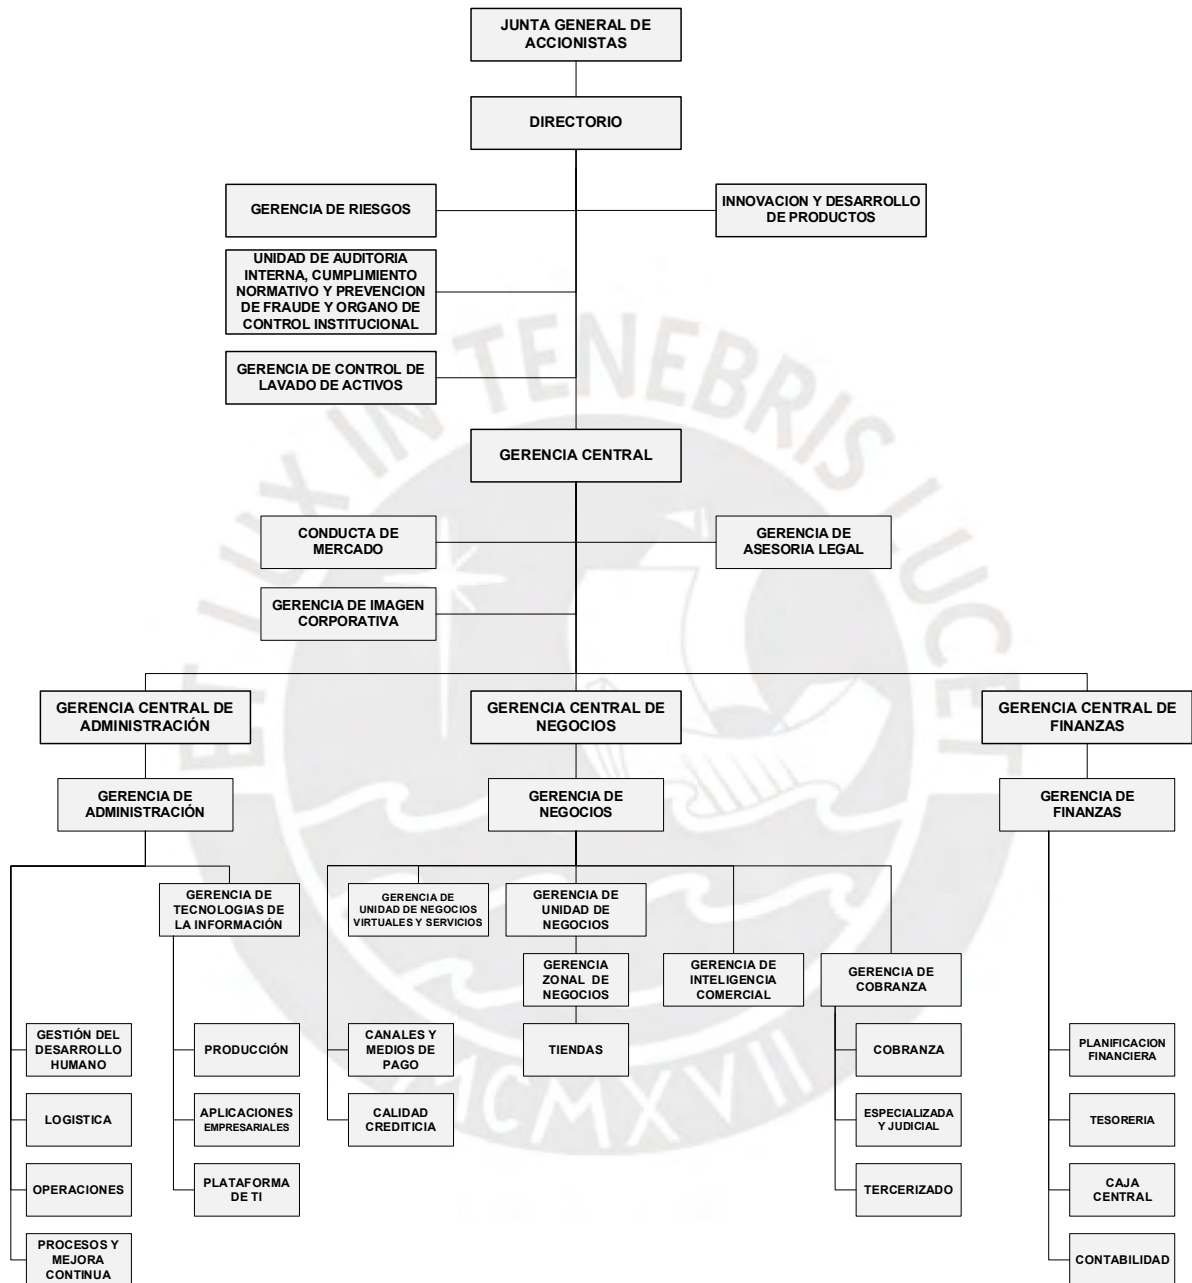 JUNTA GENERAL DE
ACCIONISTAS
DIRECTORIO
GERENCIA DE RIESGOS
INNOVACION Y DESARROLLO
DE PRODUCTOS
UNIDAD DE AUDITORIA
INTERNA, CUMPLIMIENTO
NORMATIVO Y PREVENCION
DE FRAUDE Y ORGANO DE
CONTROL INSTITUCIONAL
GERENCIA DE CONTROL DE
LAVADO DE ACTIVOS
GERENCIA CENTRAL
CONDUCTA DE
MERCADO
GERENCIA DE
ASESORIA LEGAL
GERENCIA DE IMAGEN
CORPORATIVA
GERENCIA CENTRAL DE
ADMINISTRACIÓN
GERENCIA CENTRAL DE
NEGOCIOS
GERENCIA CENTRAL DE
FINANZAS
GERENCIA DE
ADMINISTRACIÓN
GERENCIA DE
NEGOCIOS
GERENCIA DE
FINANZAS
GERENCIA DE
TECNOLOGIAS DE
LA INFORMACIÓN
GERENCIA DE
UNIDAD DE NEGOCIOS
VIRTUALES Y SERVICIOS
GERENCIA DE
UNIDAD DE
NEGOCIOS
GERENCIA
ZONAL DE
NEGOCIOS
GERENCIA DE
INTELIGENCIA
COMERCIAL
GERENCIA DE
COBRANZA
GESTIÓN DEL
DESARROLLO
HUMANO
PRODUCCIÓN
CANALES Y
MEDIOS DE
PAGO
TIENDAS
COBRANZA
PLANIFICACION
FINANCIERA
LOGISTICA
APLICACIONES
EMPRESARIALES
CALIDAD
CREDITICIA
ESPECIALIZADA
Y JUDICIAL
TESORERIA
OPERACIONES
PLATAFORMA
DE TI
TERCERIZADO
CAJA
CENTRAL
PROCESOS Y
MEJORA
CONTINUA
CONTABILIDAD
ET LUX IN TENEBRIS LUCET
MCMXVII